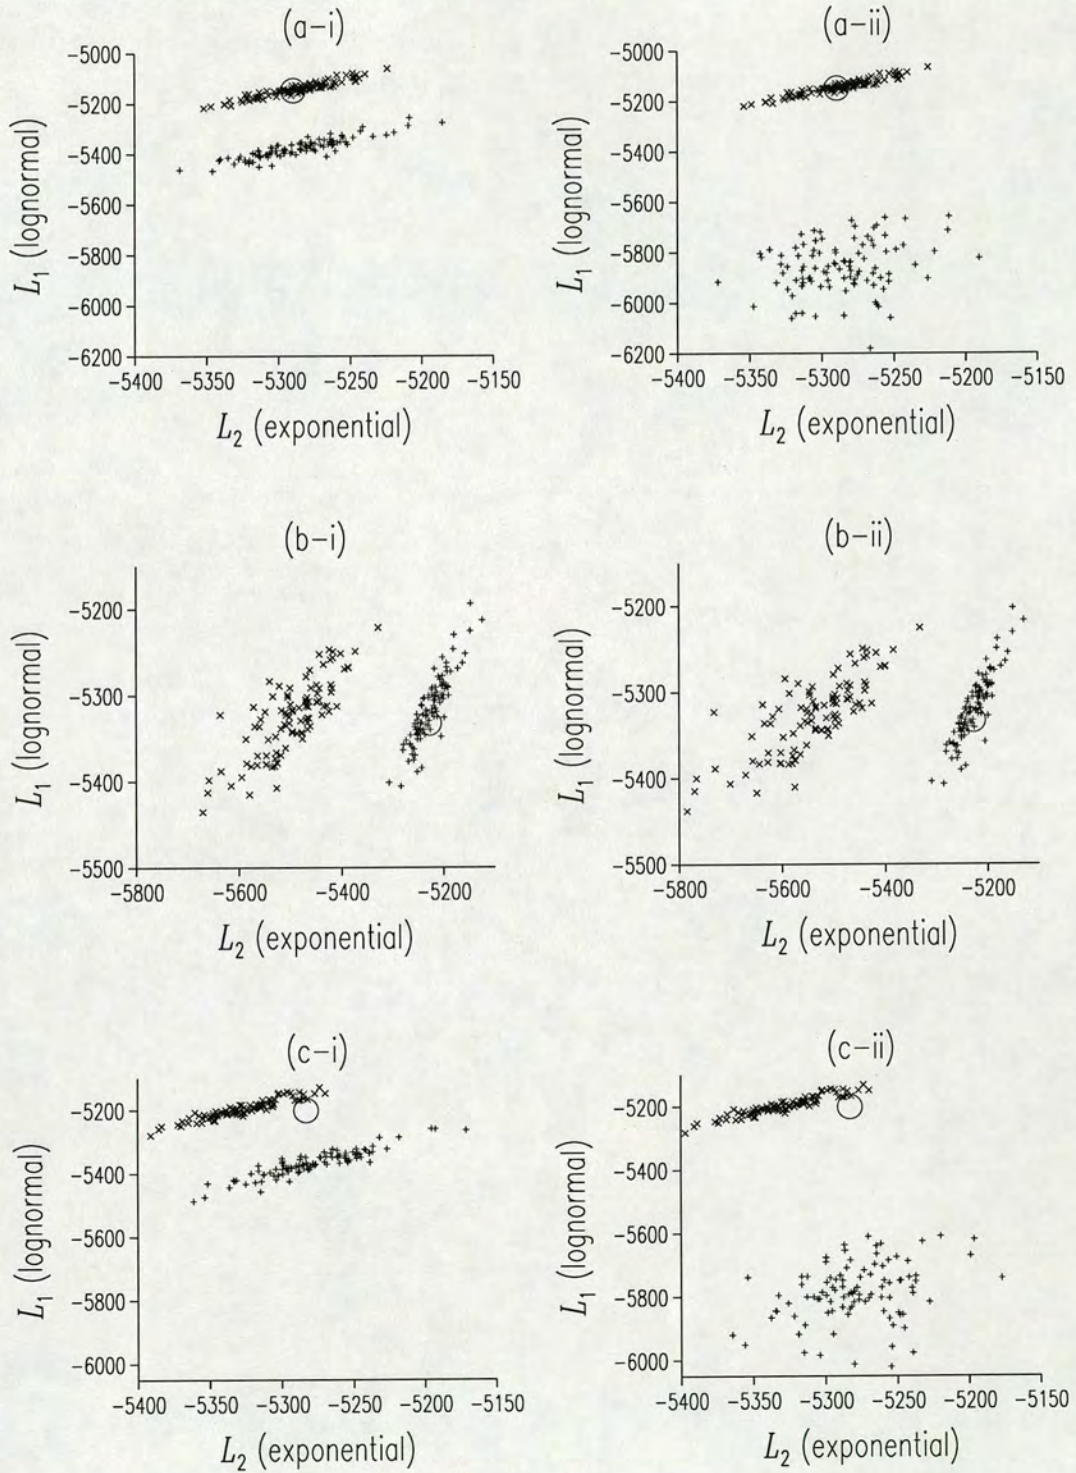 (a-i)
−5000
−5200
−5400
−5600
−5800
−6000
−6200
−5400 −5350 −5300 −5250 −5200 −5150
L1 (lognormal)
L2 (exponential)
(a-ii)
−5000
−5200
−5400
−5600
−5800
−6000
−6200
−5400 −5350 −5300 −5250 −5200 −5150
L1 (lognormal)
L2 (exponential)
(b-i)
−5200
−5300
−5400
−5500
−5800 −5600 −5400 −5200
L1 (lognormal)
L2 (exponential)
(b-ii)
−5200
−5300
−5400
−5500
−5800 −5600 −5400 −5200
L1 (lognormal)
L2 (exponential)
(c-i)
−5200
−5400
−5600
−5800
−6000
−5400 −5350 −5300 −5250 −5200 −5150
L1 (lognormal)
L2 (exponential)
(c-ii)
−5200
−5400
−5600
−5800
−6000
−5400 −5350 −5300 −5250 −5200 −5150
L1 (lognormal)
L2 (exponential)